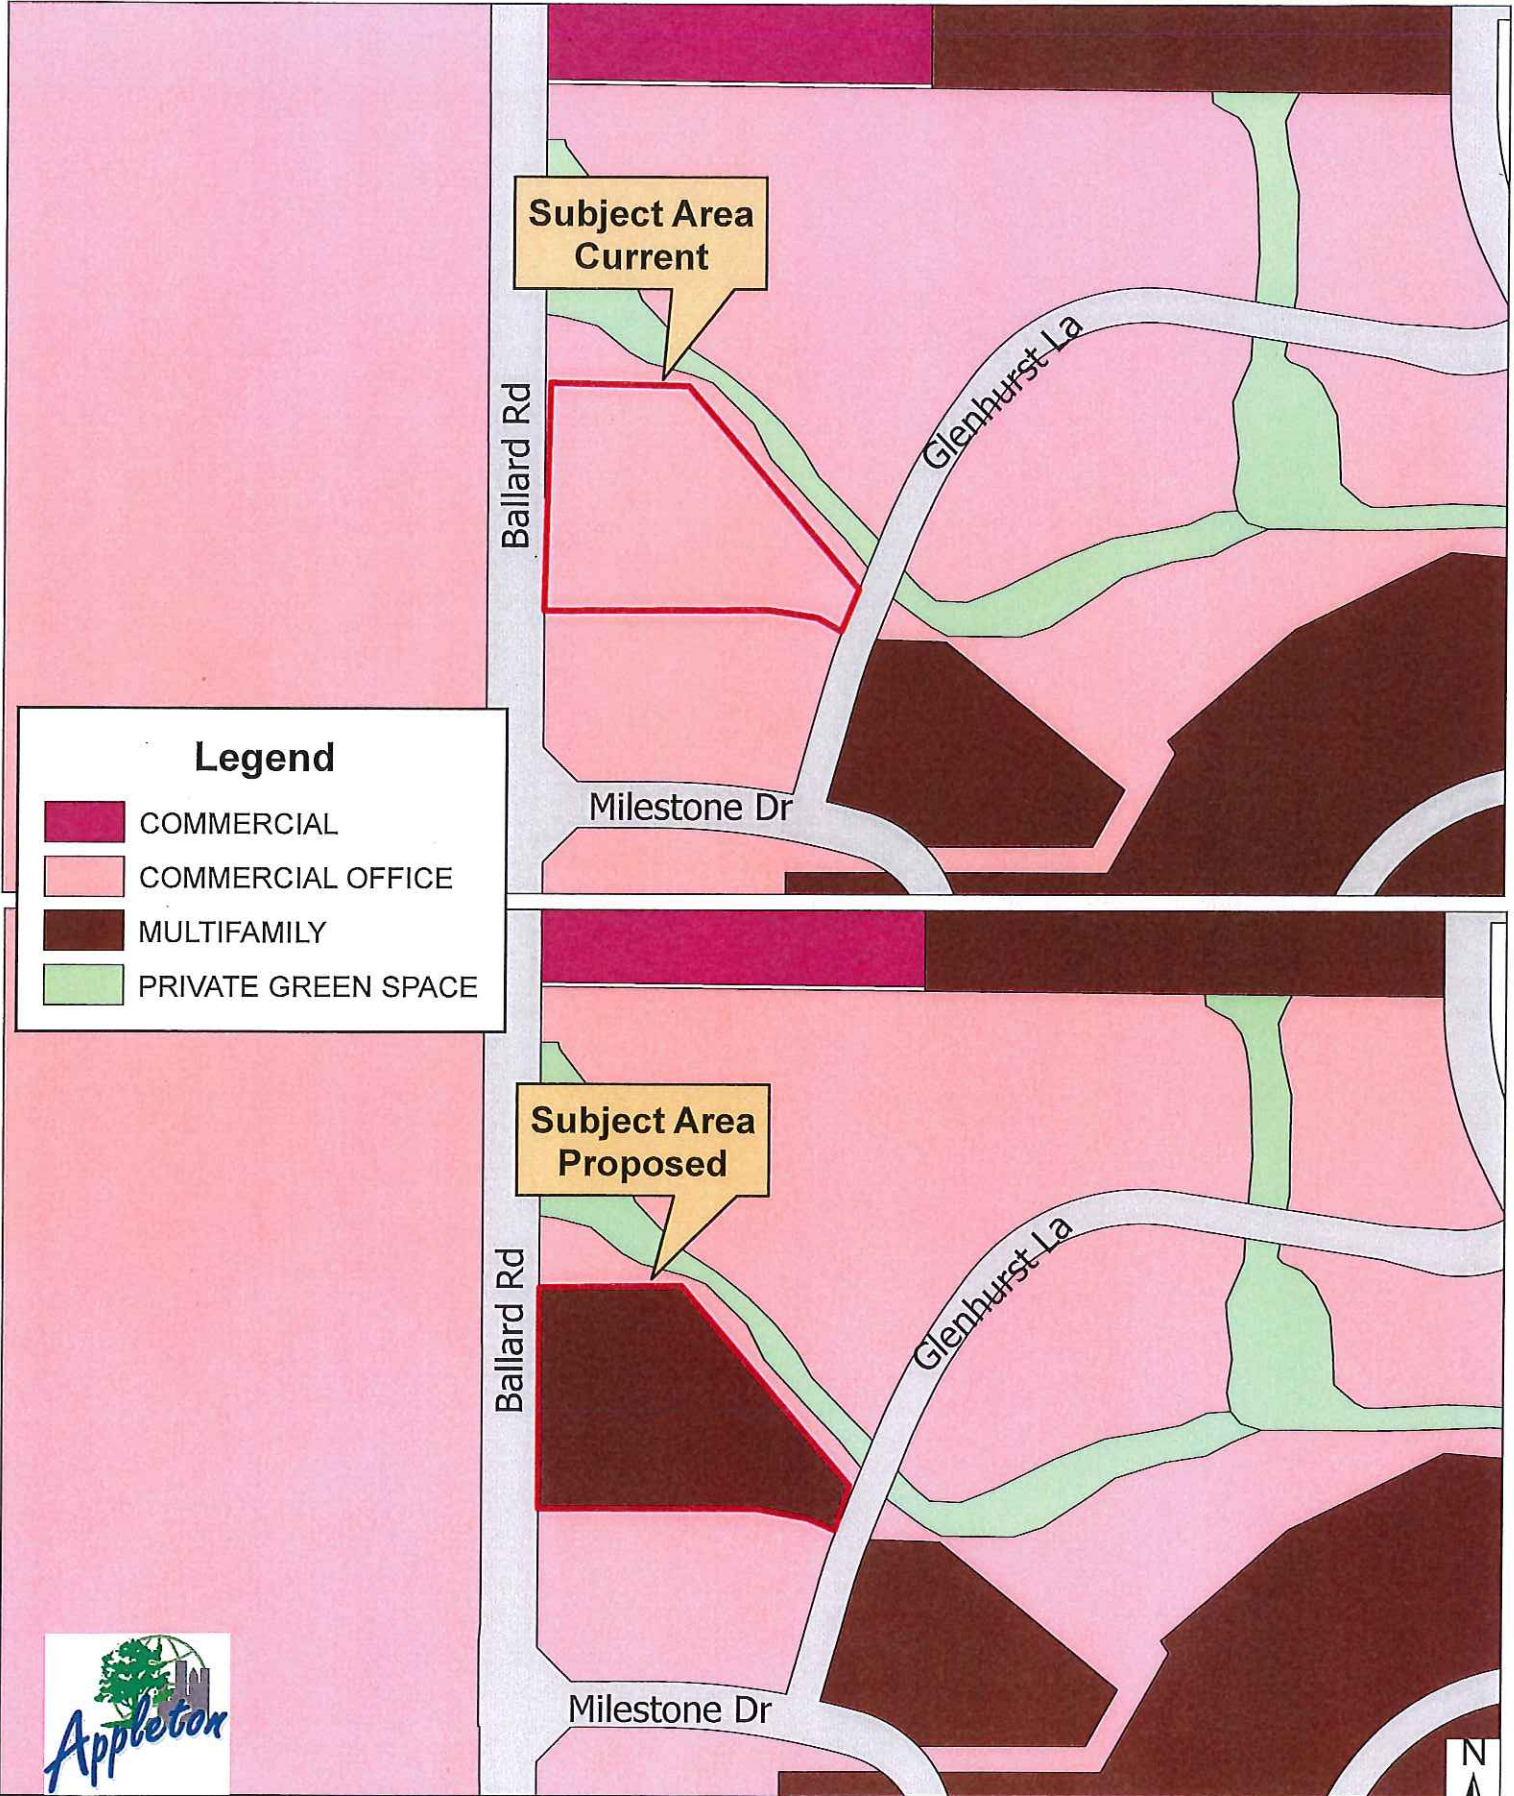 Subject Area
Current
Glenhurst La
Ballard Rd
Milestone Dr
Legend
COMMERCIAL
COMMERCIAL OFFICE
MULTIFAMILY
PRIVATE GREEN SPACE
Subject Area
Proposed
Glenhurst La
Ballard Rd
Milestone Dr
Appleton
N